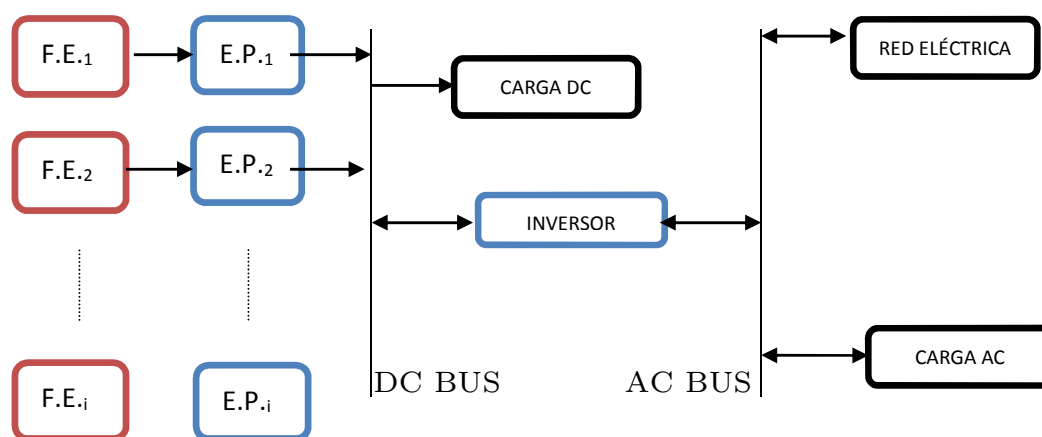 F.E.₁
E.P.₁
RED ELÉCTRICA
CARGA DC
F.E.₂
E.P.₂
INVERSOR
CARGA AC
DC BUS
AC BUS
F.E.ᵢ
E.P.ᵢ